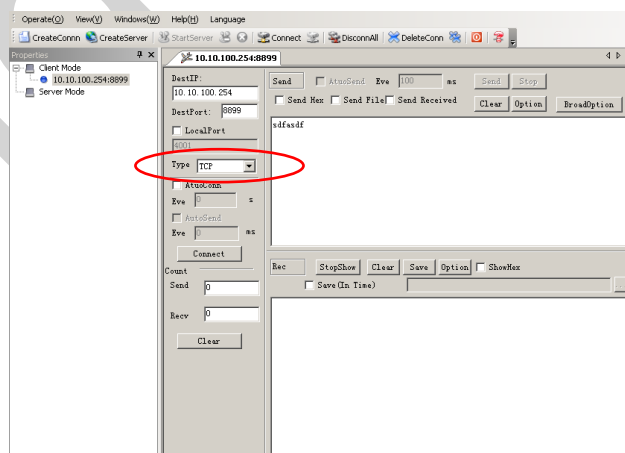 Operate(O) View(V) Windows(W) Help(H) Language
CreateConnn CreateServer StartServer Connect DisconnAll DeleteConn
Properties
Client Mode
10.10.100.254:8899
Server Mode
10.10.100.254:8899
DestIP:
10.10.100.254
DestPort: 8899
LocalPort
4001
Type TCP
AtuoConn
Eve 0 s
AutoSend
Eve 0 ms
Connect
Count
Send 0
Recv 0
Clear
Send AtuoSend Eve 100 ms Send Stop
Send Hex Send File Send Received Clear Option BroadOption
sdfasdf
Rec StopShow Clear Save Option ShowHex
Save(In Time) ...